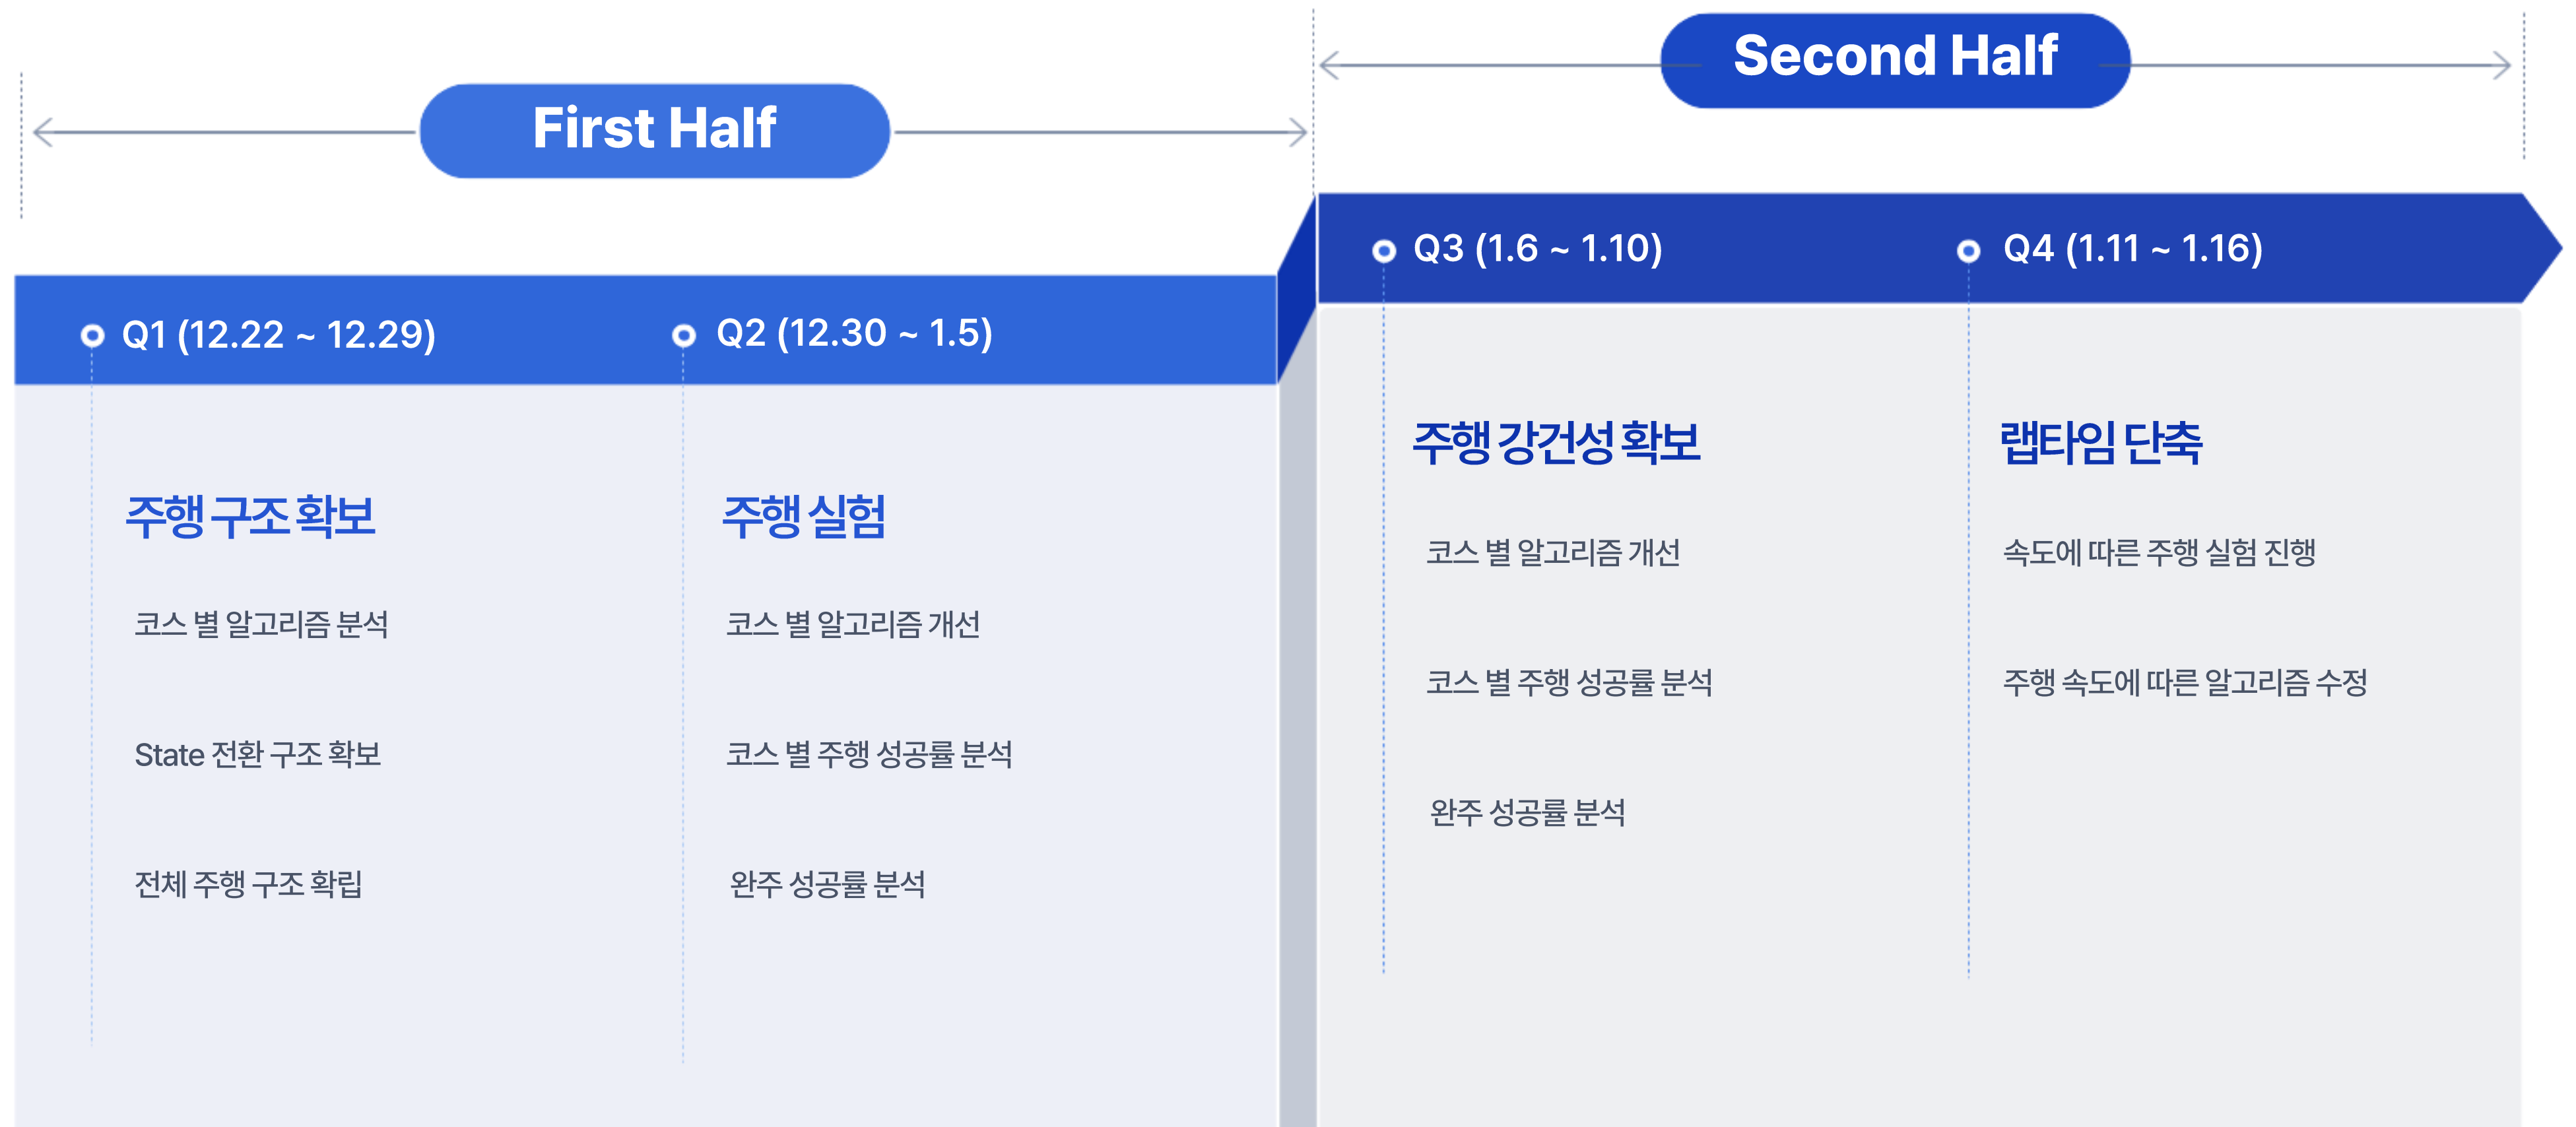 First Half
Second Half
Q1 (12.22 ~ 12.29)
주행 구조 확보
코스 별 알고리즘 분석
State 전환 구조 확보
전체 주행 구조 확립
Q2 (12.30 ~ 1.5)
주행 실험
코스 별 알고리즘 개선
코스 별 주행 성공률 분석
완주 성공률 분석
Q3 (1.6 ~ 1.10)
주행 강건성 확보
코스 별 알고리즘 개선
코스 별 주행 성공률 분석
완주 성공률 분석
Q4 (1.11 ~ 1.16)
랩타임 단축
속도에 따른 주행 실험 진행
주행 속도에 따른 알고리즘 수정